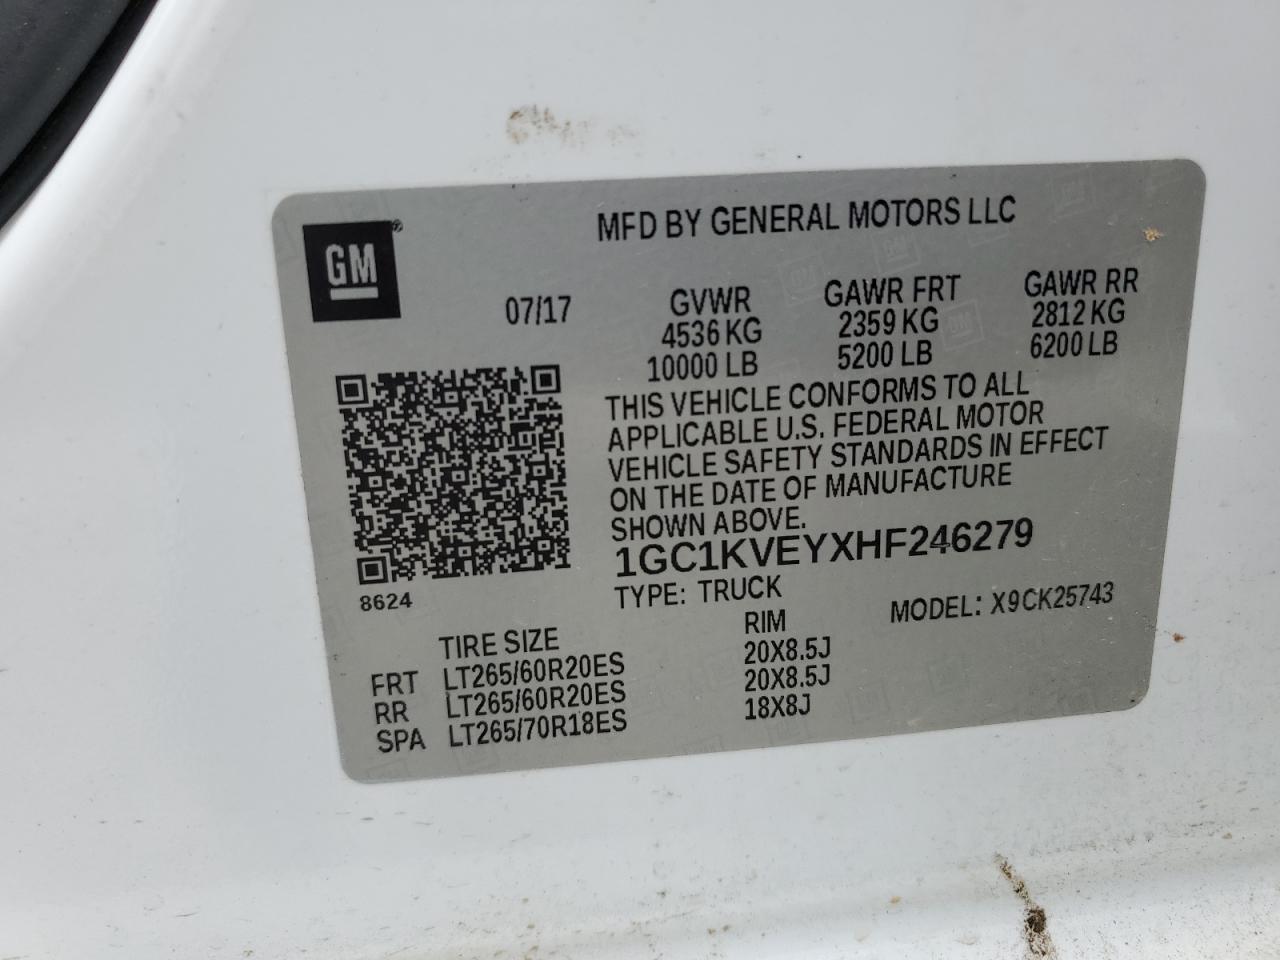 GM®
MFD BY GENERAL MOTORS LLC
07/17
GVWR GAWR FRT GAWR RR
4536 KG 2359 KG 2812 KG
10000 LB 5200 LB 6200 LB
THIS VEHICLE CONFORMS TO ALL
APPLICABLE U.S. FEDERAL MOTOR
VEHICLE SAFETY STANDARDS IN EFFECT
ON THE DATE OF MANUFACTURE
SHOWN ABOVE.
1GC1KVEYXHF246279
8624
TYPE: TRUCK MODEL: X9CK25743
TIRE SIZE RIM
FRT LT265/60R20ES 20X8.5J
RR LT265/60R20ES 20X8.5J
SPA LT265/70R18ES 18X8J